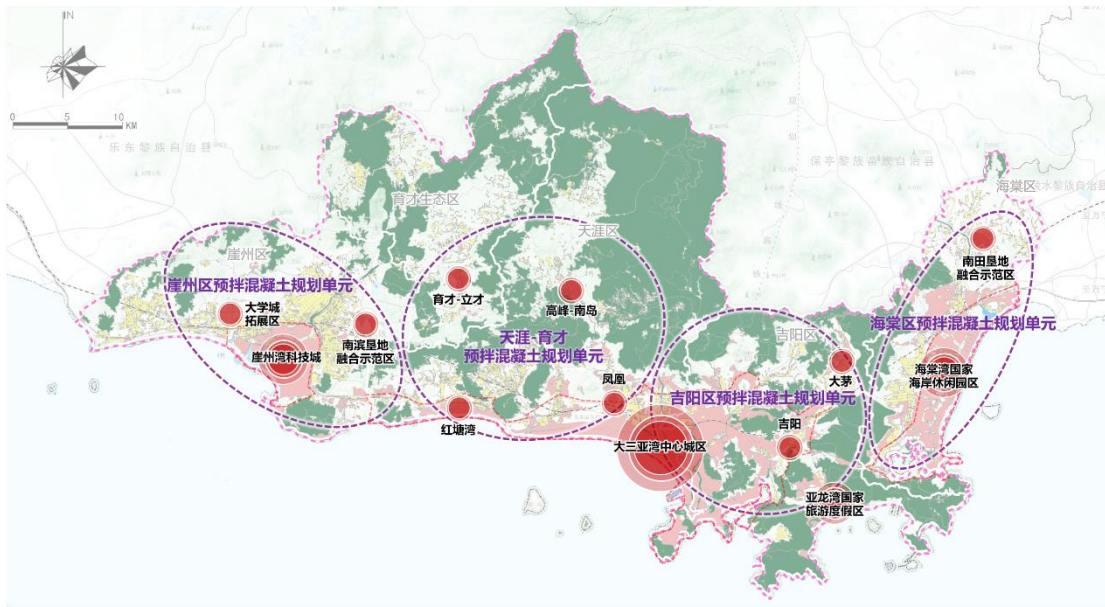 IN
0
5
10
KM
乐东黎族自治县
保亭黎族苗族自治县
海棠区
陵水黎族自治县
育才生态区
天涯区
崖州区
南田垦地
融合示范区
崖州区预拌混凝土规划单元
育才-立才
高峰-南岛
大学城
拓展区
南滨垦地
融合示范区
天涯-育才
预拌混凝土规划单元
吉阳区
海棠区预拌混凝土规划单元
崖州湾科技城
大茅
海棠湾国家
海岸休闲园区
凤凰
吉阳区预拌混凝土规划单元
红塘湾
吉阳
大三亚湾中心城区
亚龙湾国家
旅游度假区